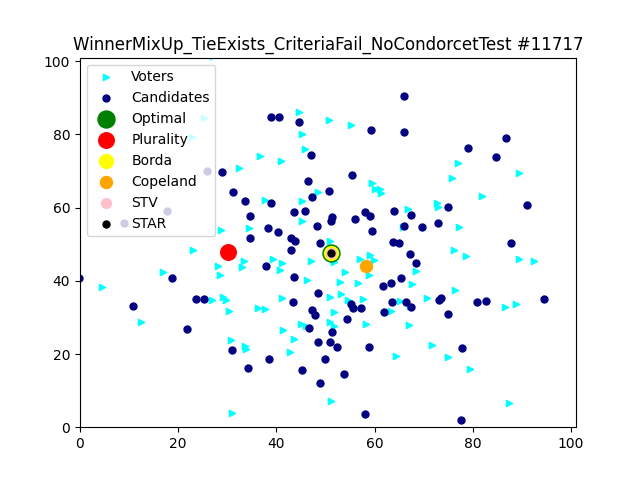 WinnerMixUp_TieExists_CriteriaFail_NoCondorcetTest #11717
100
80
60
40
20
0
Voters
Candidates
Optimal
Plurality
Borda
Copeland
STV
STAR
0 20 40 60 80 100